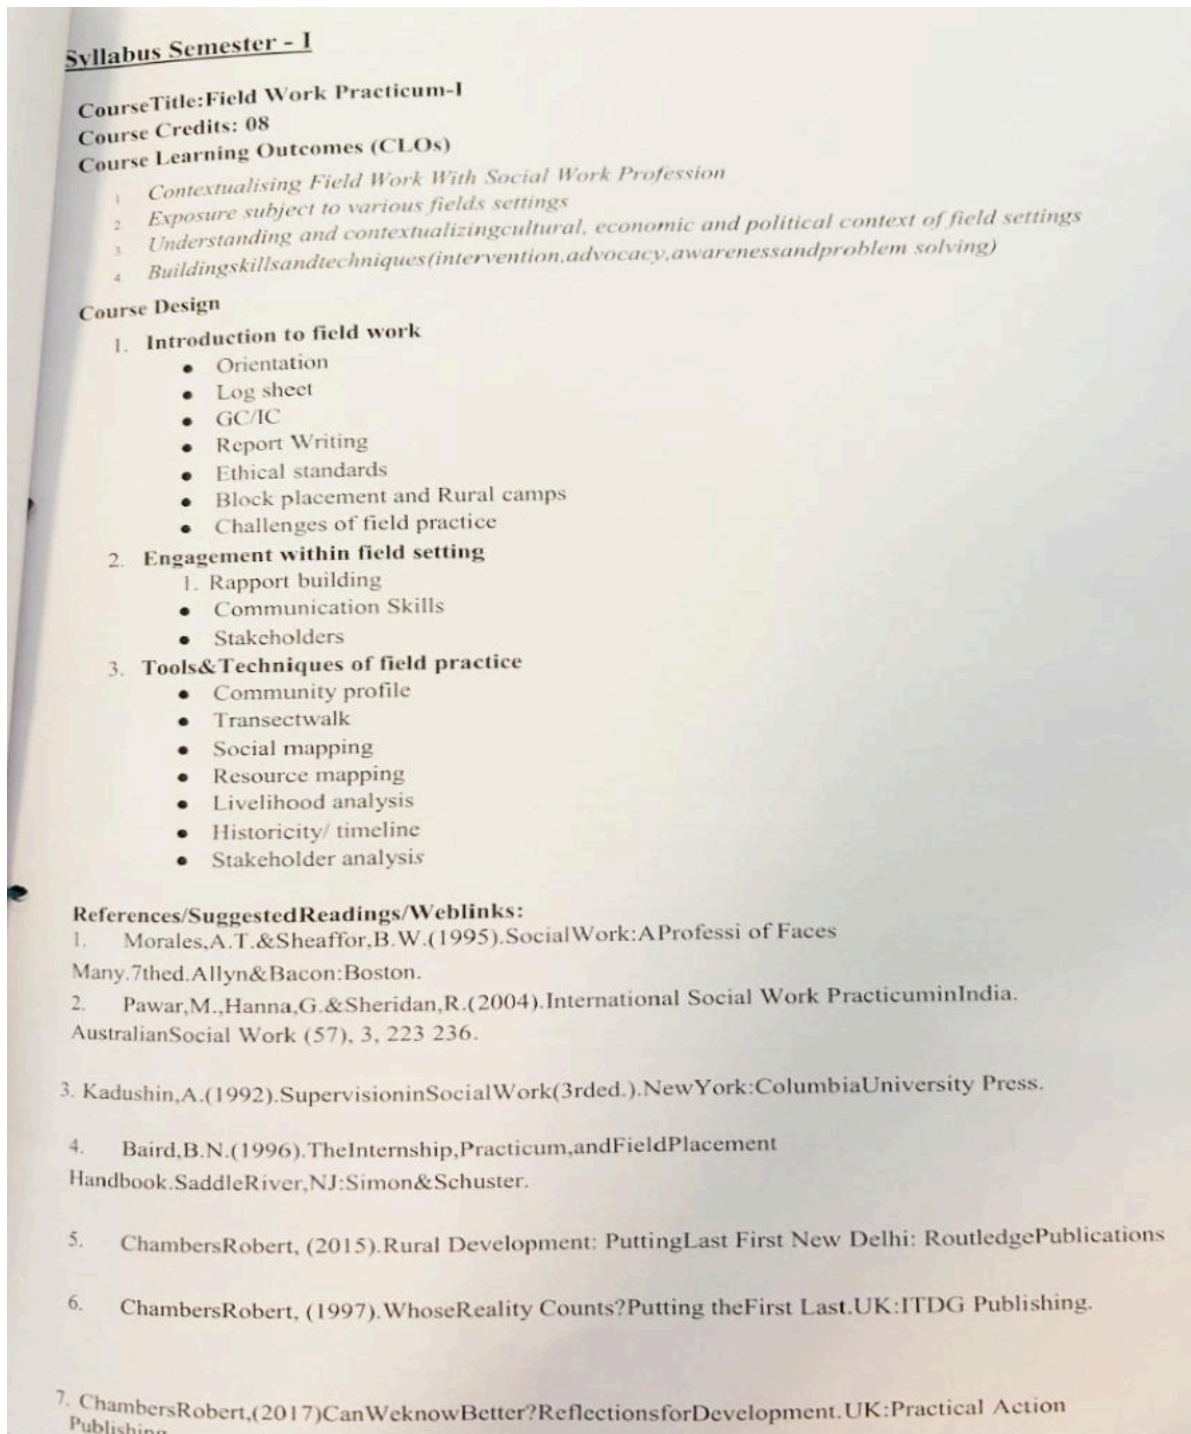 Syllabus Semester - I
CourseTitle:Field Work Practicum-I
Course Credits: 08
Course Learning Outcomes (CLOs)
1 Contextualising Field Work With Social Work Profession
2. Exposure subject to various fields settings
3 Understanding and contextualizingcultural, economic and political context of field settings
4 Buildingskillsandtechniques(intervention,advocacy,awarenessandproblem solving)
Course Design
1. Introduction to field work
• Orientation
• Log sheet
• GC/IC
• Report Writing
• Ethical standards
• Block placement and Rural camps
• Challenges of field practice
2. Engagement within field setting
1. Rapport building
• Communication Skills
• Stakeholders
3. Tools&Techniques of field practice
• Community profile
• Transectwalk
• Social mapping
• Resource mapping
• Livelihood analysis
• Historicity/ timeline
• Stakeholder analysis
References/SuggestedReadings/Weblinks:
1. Morales,A.T.&Sheaffor,B.W.(1995).SocialWork:AProfessi of Faces
Many.7thed.Allyn&Bacon:Boston.
2. Pawar,M.,Hanna,G.&Sheridan,R.(2004).International Social Work PracticuminIndia.
AustralianSocial Work (57), 3, 223 236.
3. Kadushin,A.(1992).SupervisioninSocialWork(3rded.).NewYork:ColumbiaUniversity Press.
4. Baird,B.N.(1996).TheInternship,Practicum,andFieldPlacement
Handbook.SaddleRiver,NJ:Simon&Schuster.
5. ChambersRobert, (2015).Rural Development: PuttingLast First New Delhi: RoutledgePublications
6. ChambersRobert, (1997).WhoseReality Counts?Putting theFirst Last.UK:ITDG Publishing.
7. ChambersRobert,(2017)CanWeknowBetter?ReflectionsforDevelopment.UK:Practical Action
Publishing